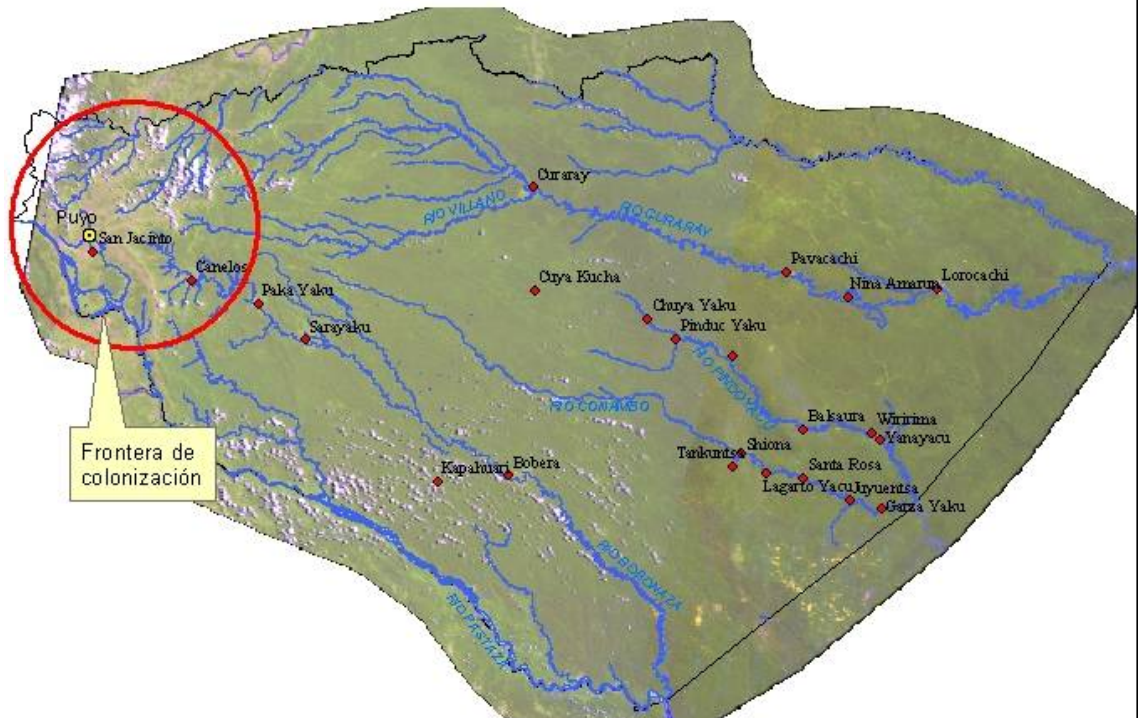 Curaray
RIO VILLANO
RIO CURARAY
Puyo
San Jacinto
Canelos
Paka Yaku
Sarayaku
Cuya Kucha
Pavacachi
Nina Amarun
Lorocachi
Chuya Yaku
Pinduc Yaku
RIO PINDOYACU
RIO CONAMBO
Balsaura
Wiririma
Yanayacu
Tankuntsa
Shiona
Santa Rosa
Lagarto Yacu
Juyuentsa
Garza Yaku
Frontera de
colonización
Kapahuari
Bobera
RIO BOBONAZA
RIO PASTAZA